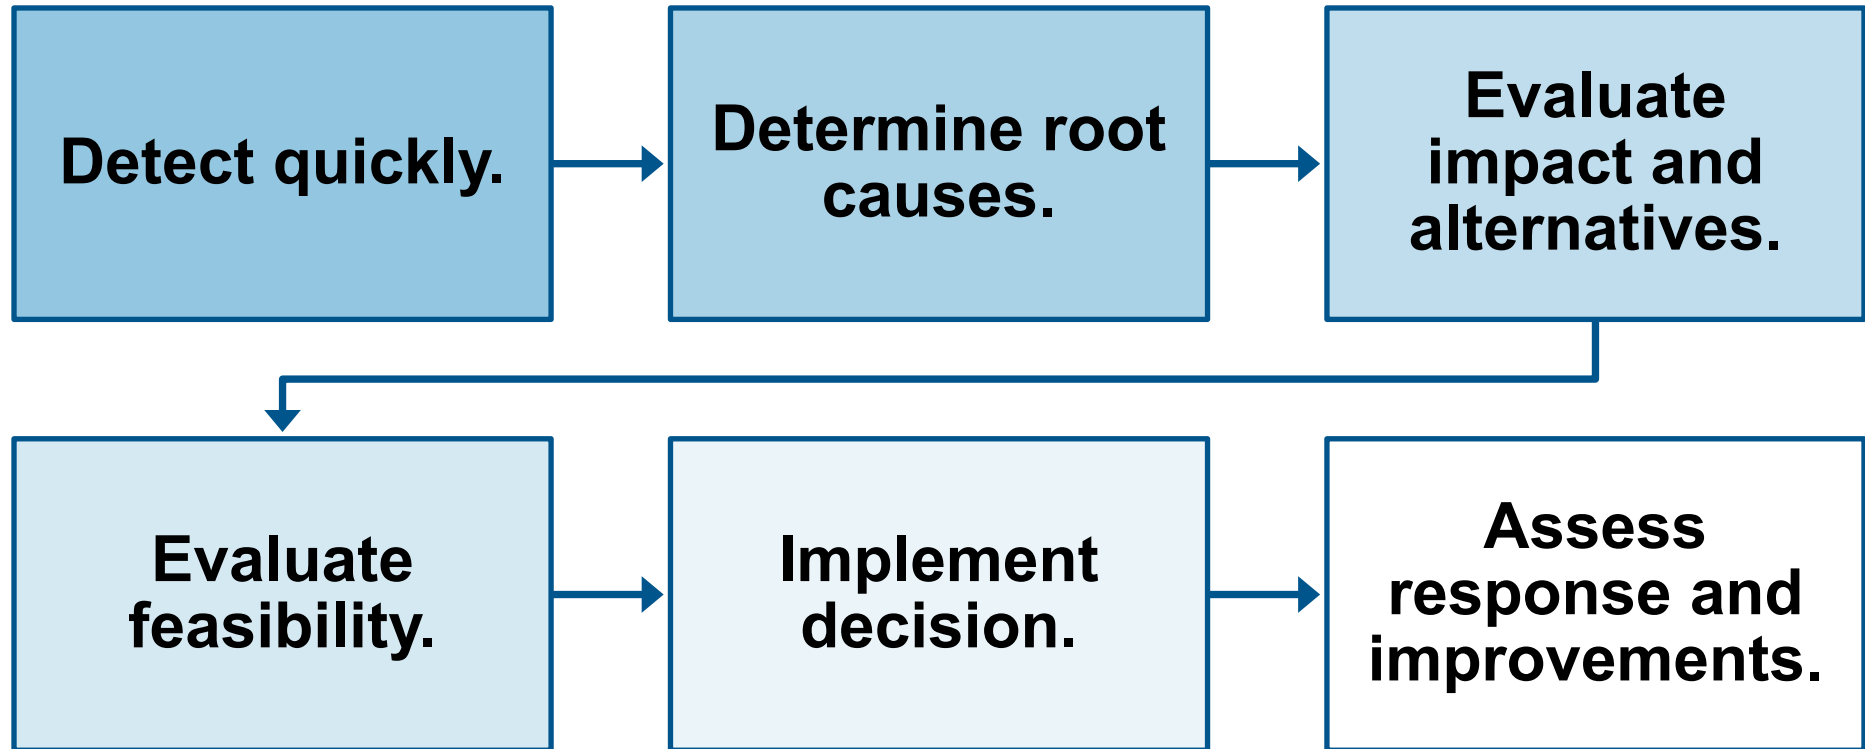 Detect quickly.
Determine root
causes.
Evaluate
impact and
alternatives.
Evaluate
feasibility.
Implement
decision.
Assess
response and
improvements.